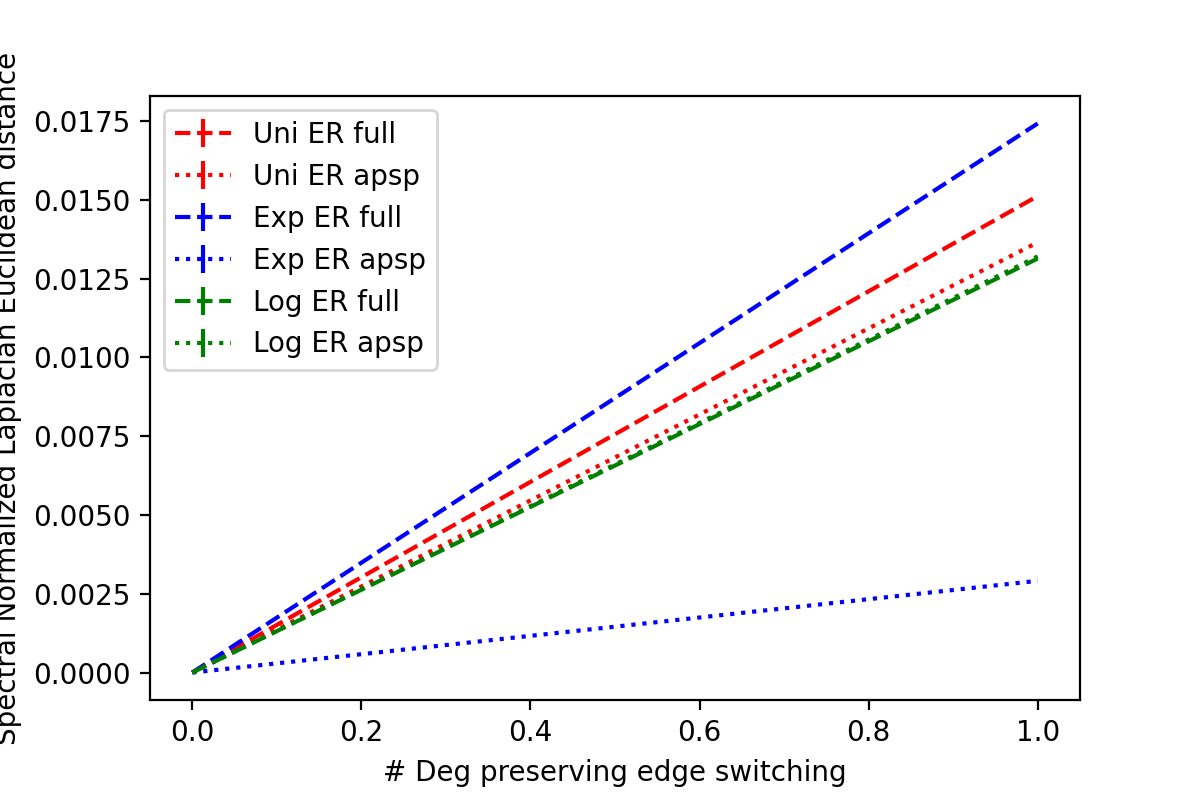 Spectral Normalized Laplacian Euclidean distance
0.0175
0.0150
0.0125
0.0100
0.0075
0.0050
0.0025
0.0000
Uni ER full
Uni ER apsp
Exp ER full
Exp ER apsp
Log ER full
Log ER apsp
0.0 0.2 0.4 0.6 0.8 1.0
# Deg preserving edge switching